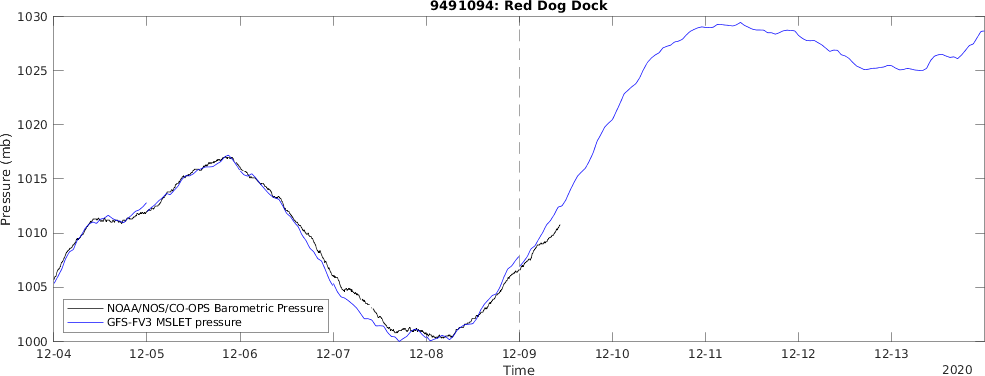 9491094: Red Dog Dock
1030
1025
1020
1015
1010
1005
1000
Pressure (mb)
NOAA/NOS/CO-OPS Barometric Pressure
GFS-FV3 MSLET pressure
12-04 12-05 12-06 12-07 12-08 12-09 12-10 12-11 12-12 12-13
Time
2020